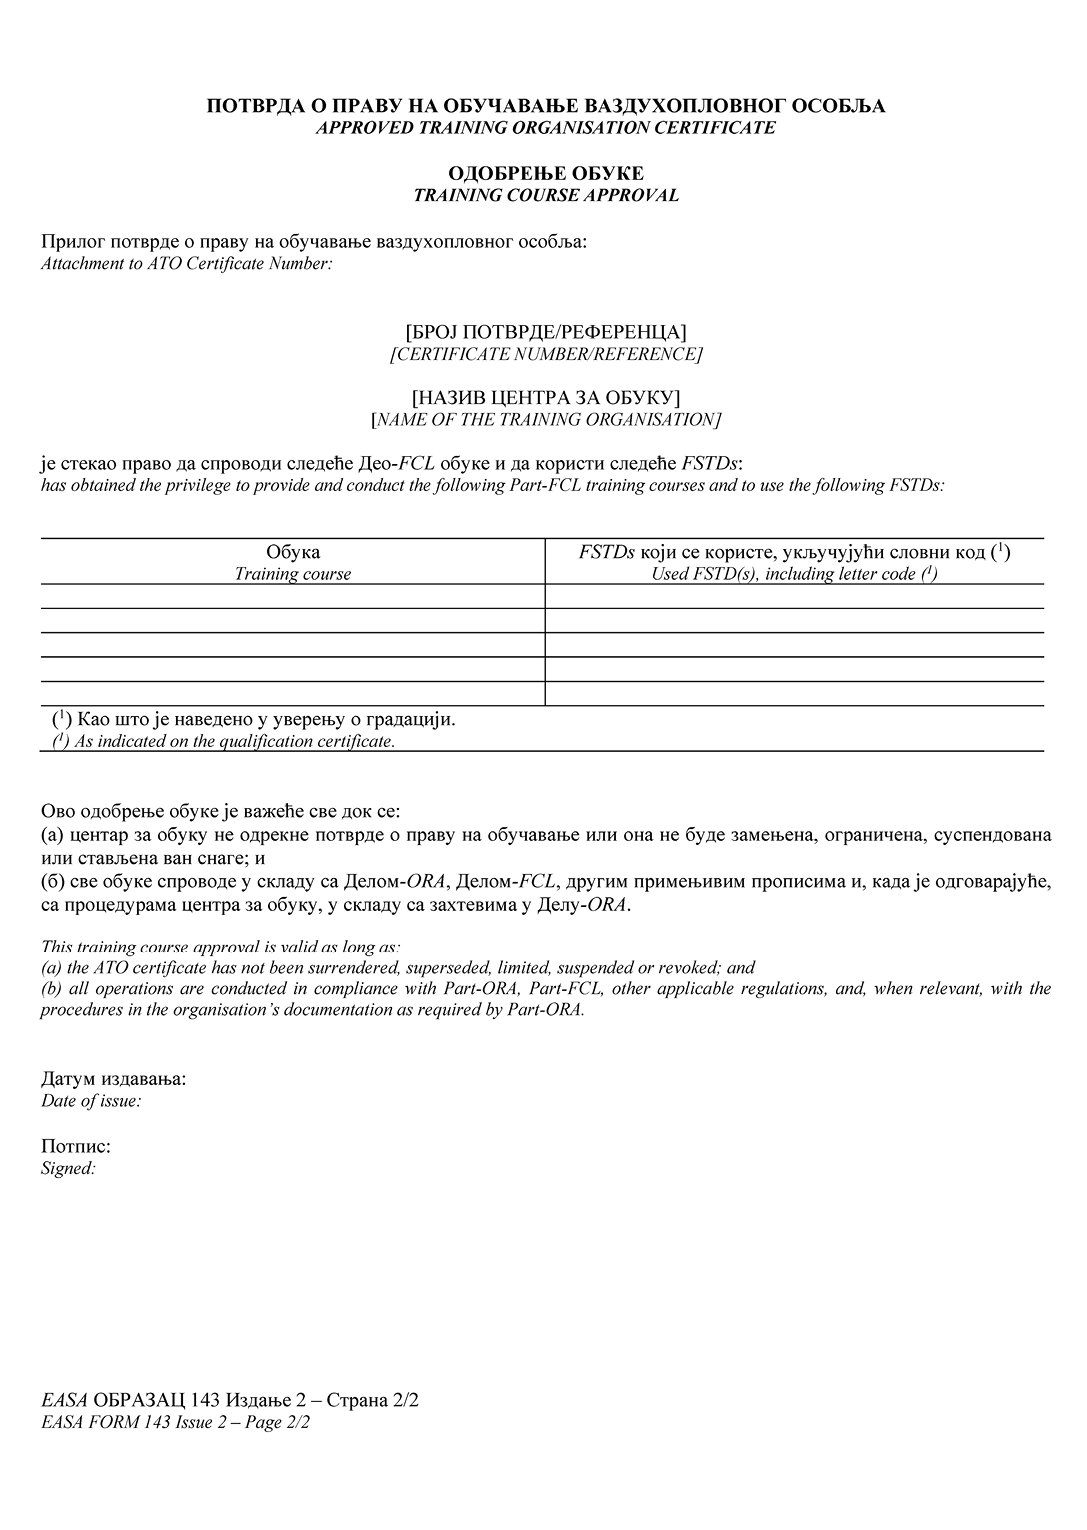 ПОТВРДА О ПРАВУ НА ОБУЧАВАЊЕ ВАЗДУХОПЛОВНОГ ОСОБЉА
APPROVED TRAINING ORGANISATION CERTIFICATE
ОДОБРЕЊЕ ОБУКЕ
TRAINING COURSE APPROVAL
Прилог потврде о праву на обучавање ваздухопловног особља:
Attachment to ATO Certificate Number:
[БРОЈ ПОТВРДЕ/РЕФЕРЕНЦА]
[CERTIFICATE NUMBER/REFERENCE]
[НАЗИВ ЦЕНТРА ЗА ОБУКУ]
[NAME OF THE TRAINING ORGANISATION]
је стекао право да спроводи следеће Део-FCL обуке и да користи следеће FSTDs:
has obtained the privilege to provide and conduct the following Part-FCL training courses and to use the following FSTDs:
Обука
Training course
FSTDs који се користе, укључујући словни код (¹)
Used FSTD(s), including letter code (¹)
(¹) Као што је наведено у уверењу о градацији.
(¹) As indicated on the qualification certificate.
Ово одобрење обуке је важеће све док се:
(а) центар за обуку не одрекне потврде о праву на обучавање или она не буде замењена, ограничена, суспендована
или стављена ван снаге; и
(б) све обуке спроводе у складу са Делом-ORA, Делом-FCL, другим примењивим прописима и, када је одговарајуће,
са процедурама центра за обуку, у складу са захтевима у Делу-ORA.
This training course approval is valid as long as:
(a) the ATO certificate has not been surrendered, superseded, limited, suspended or revoked; and
(b) all operations are conducted in compliance with Part-ORA, Part-FCL, other applicable regulations, and, when relevant, with the
procedures in the organisation’s documentation as required by Part-ORA.
Датум издавања:
Date of issue:
Потпис:
Signed:
EASA ОБРАЗАЦ 143 Издање 2 – Страна 2/2
EASA FORM 143 Issue 2 – Page 2/2